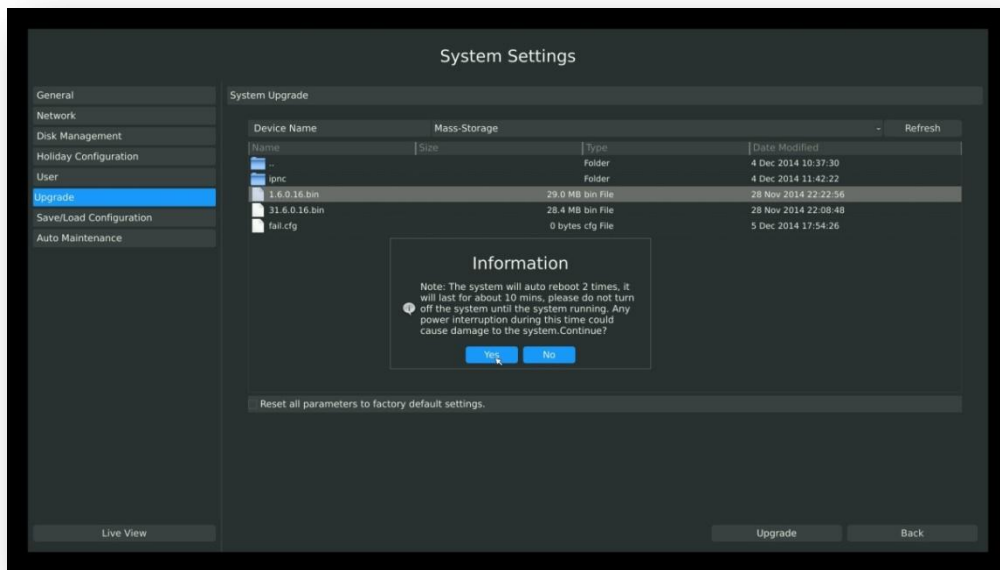 System Settings
General
Network
Disk Management
Holiday Configuration
User
Upgrade
Save/Load Configuration
Auto Maintenance
System Upgrade
Device Name Mass-Storage Refresh
Name Size Type Date Modified
.. Folder 4 Dec 2014 10:37:30
ipnc Folder 4 Dec 2014 11:42:22
1.6.0.16.bin 29.0 MB bin File 28 Nov 2014 22:22:56
31.6.0.16.bin 28.4 MB bin File 28 Nov 2014 22:08:48
fail.cfg 0 bytes cfg File 5 Dec 2014 17:54:26
Information
Note: The system will auto reboot 2 times, it
will last for about 10 mins, please do not turn
off the system until the system running. Any
power interruption during this time could
cause damage to the system.Continue?
Yes No
Reset all parameters to factory default settings.
Live View Upgrade Back